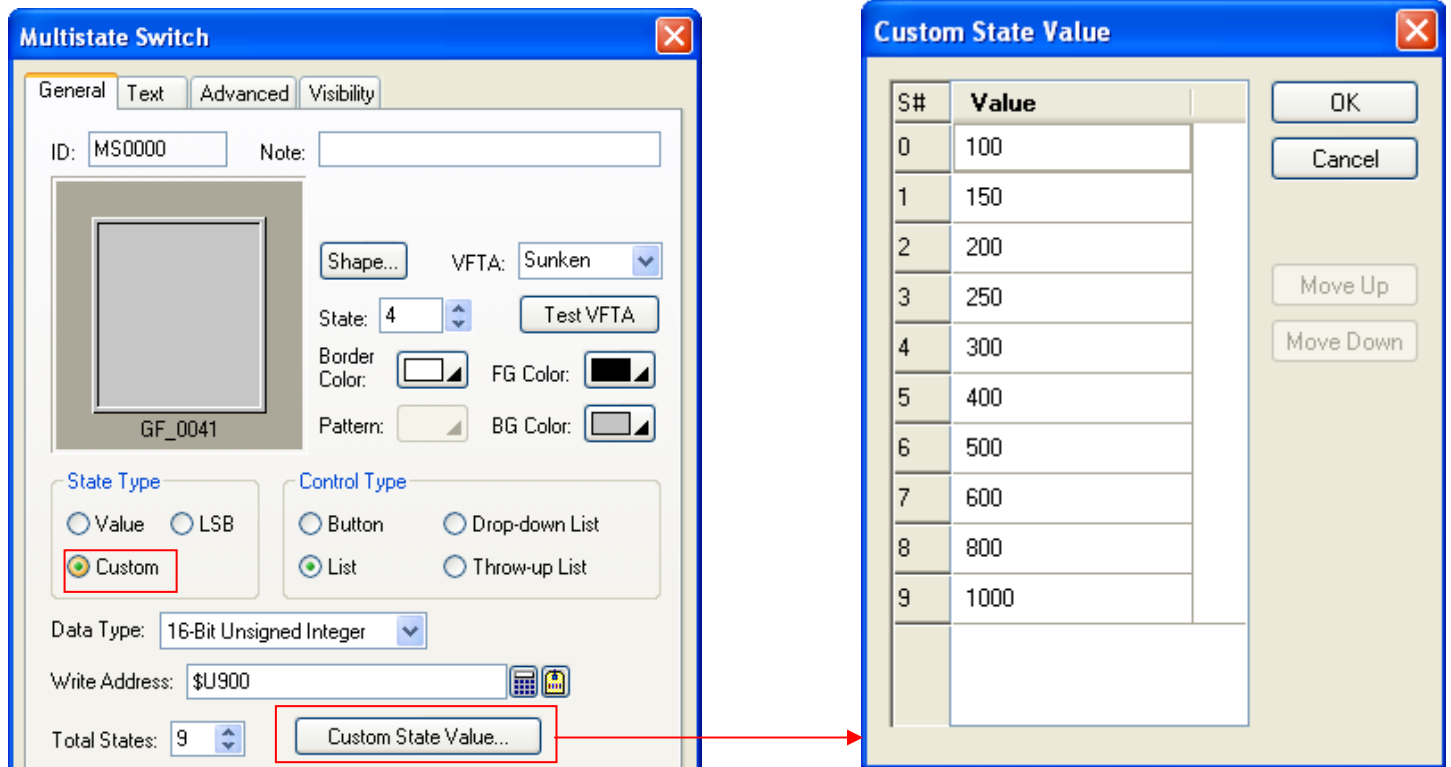 Multistate Switch
General Text Advanced Visibility
ID: MS0000 Note:
GF_0041
Shape... VFTA: Sunken
State: 4 Test VFTA
Border Color: FG Color:
Pattern: BG Color:
State Type
Value LSB
Custom
Control Type
Button Drop-down List
List Throw-up List
Data Type: 16-Bit Unsigned Integer
Write Address: $U900
Total States: 9 Custom State Value...
Custom State Value
S# Value
0 100
1 150
2 200
3 250
4 300
5 400
6 500
7 600
8 800
9 1000
OK
Cancel
Move Up
Move Down